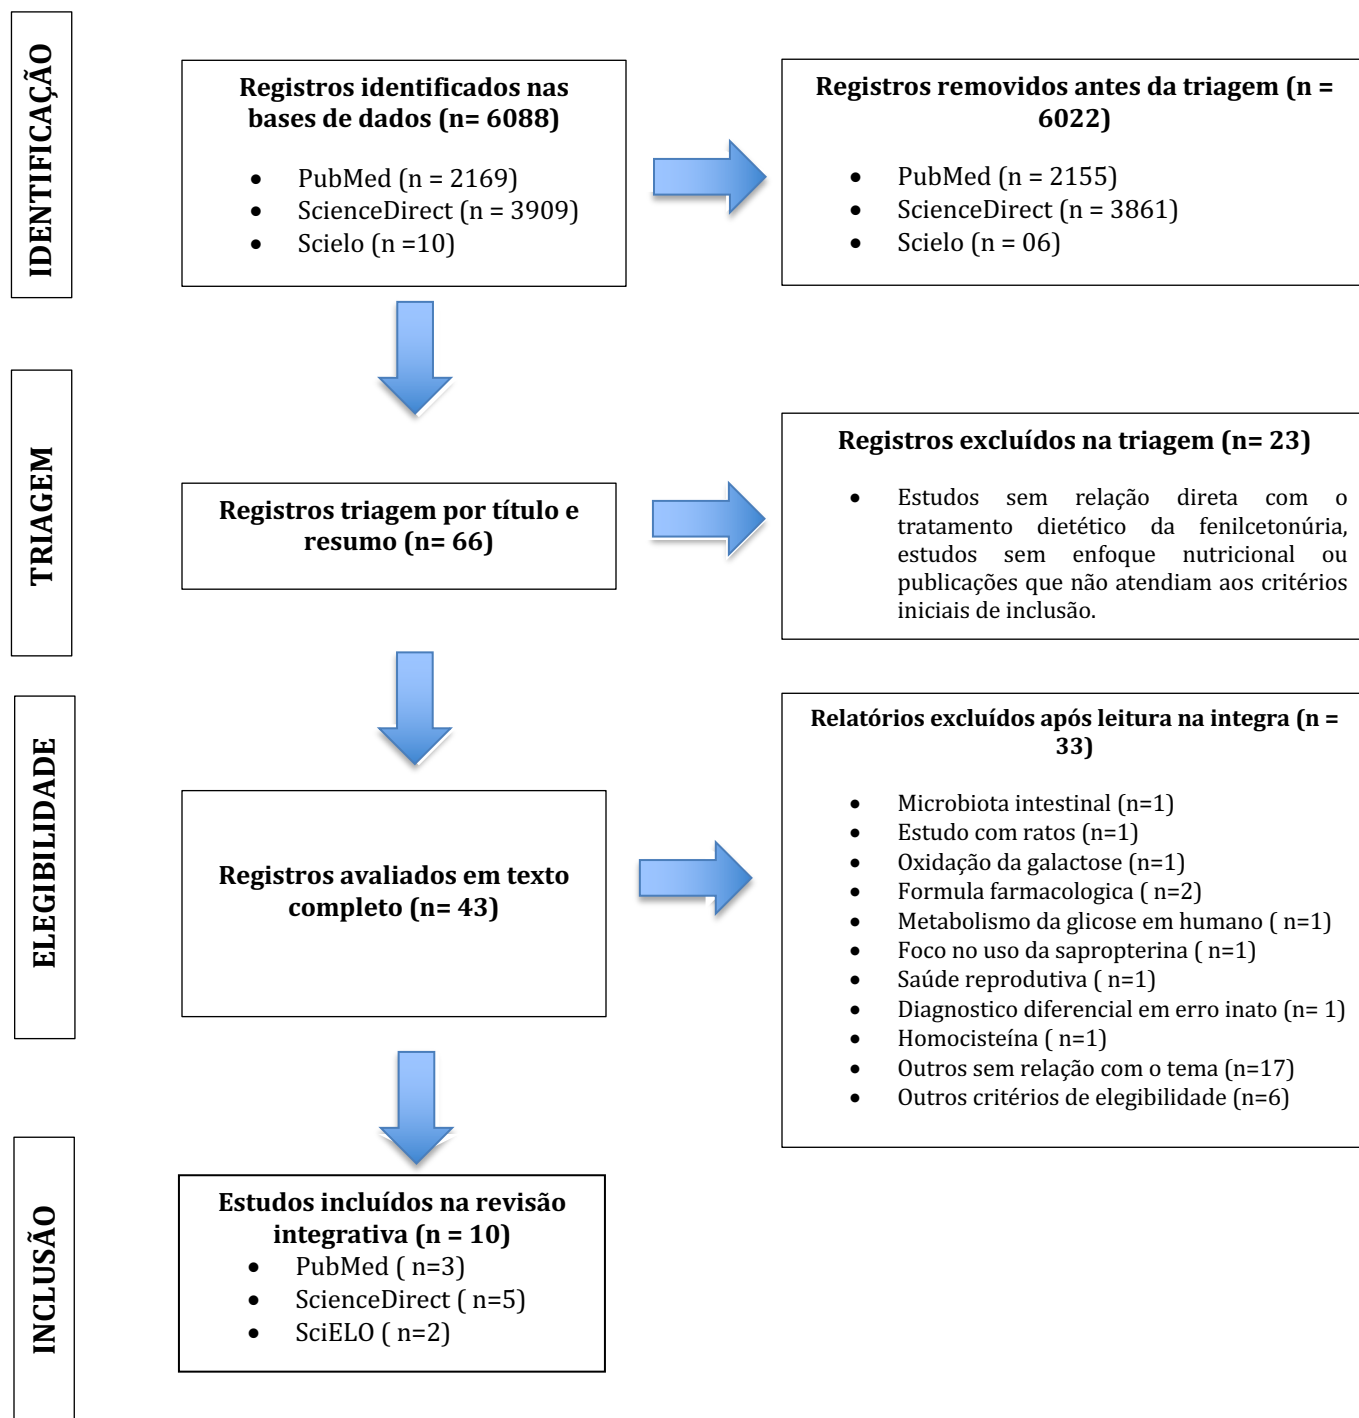 IDENTIFICAÇÃO
Registros identificados nas
bases de dados (n= 6088)
• PubMed (n = 2169)
• ScienceDirect (n = 3909)
• Scielo (n =10)
Registros removidos antes da triagem (n =
6022)
• PubMed (n = 2155)
• ScienceDirect (n = 3861)
• Scielo (n = 06)
TRIAGEM
Registros triagem por título e
resumo (n= 66)
Registros excluídos na triagem (n= 23)
• Estudos sem relação direta com o
tratamento dietético da fenilcetonúria,
estudos sem enfoque nutricional ou
publicações que não atendiam aos critérios
iniciais de inclusão.
ELEGIBILIDADE
Registros avaliados em texto
completo (n= 43)
Relatórios excluídos após leitura na integra (n =
33)
• Microbiota intestinal (n=1)
• Estudo com ratos (n=1)
• Oxidação da galactose (n=1)
• Formula farmacologica ( n=2)
• Metabolismo da glicose em humano ( n=1)
• Foco no uso da sapropterina ( n=1)
• Saúde reprodutiva ( n=1)
• Diagnostico diferencial em erro inato (n= 1)
• Homocisteína ( n=1)
• Outros sem relação com o tema (n=17)
• Outros critérios de elegibilidade (n=6)
INCLUSÃO
Estudos incluídos na revisão
integrativa (n = 10)
• PubMed ( n=3)
• ScienceDirect ( n=5)
• SciELO ( n=2)